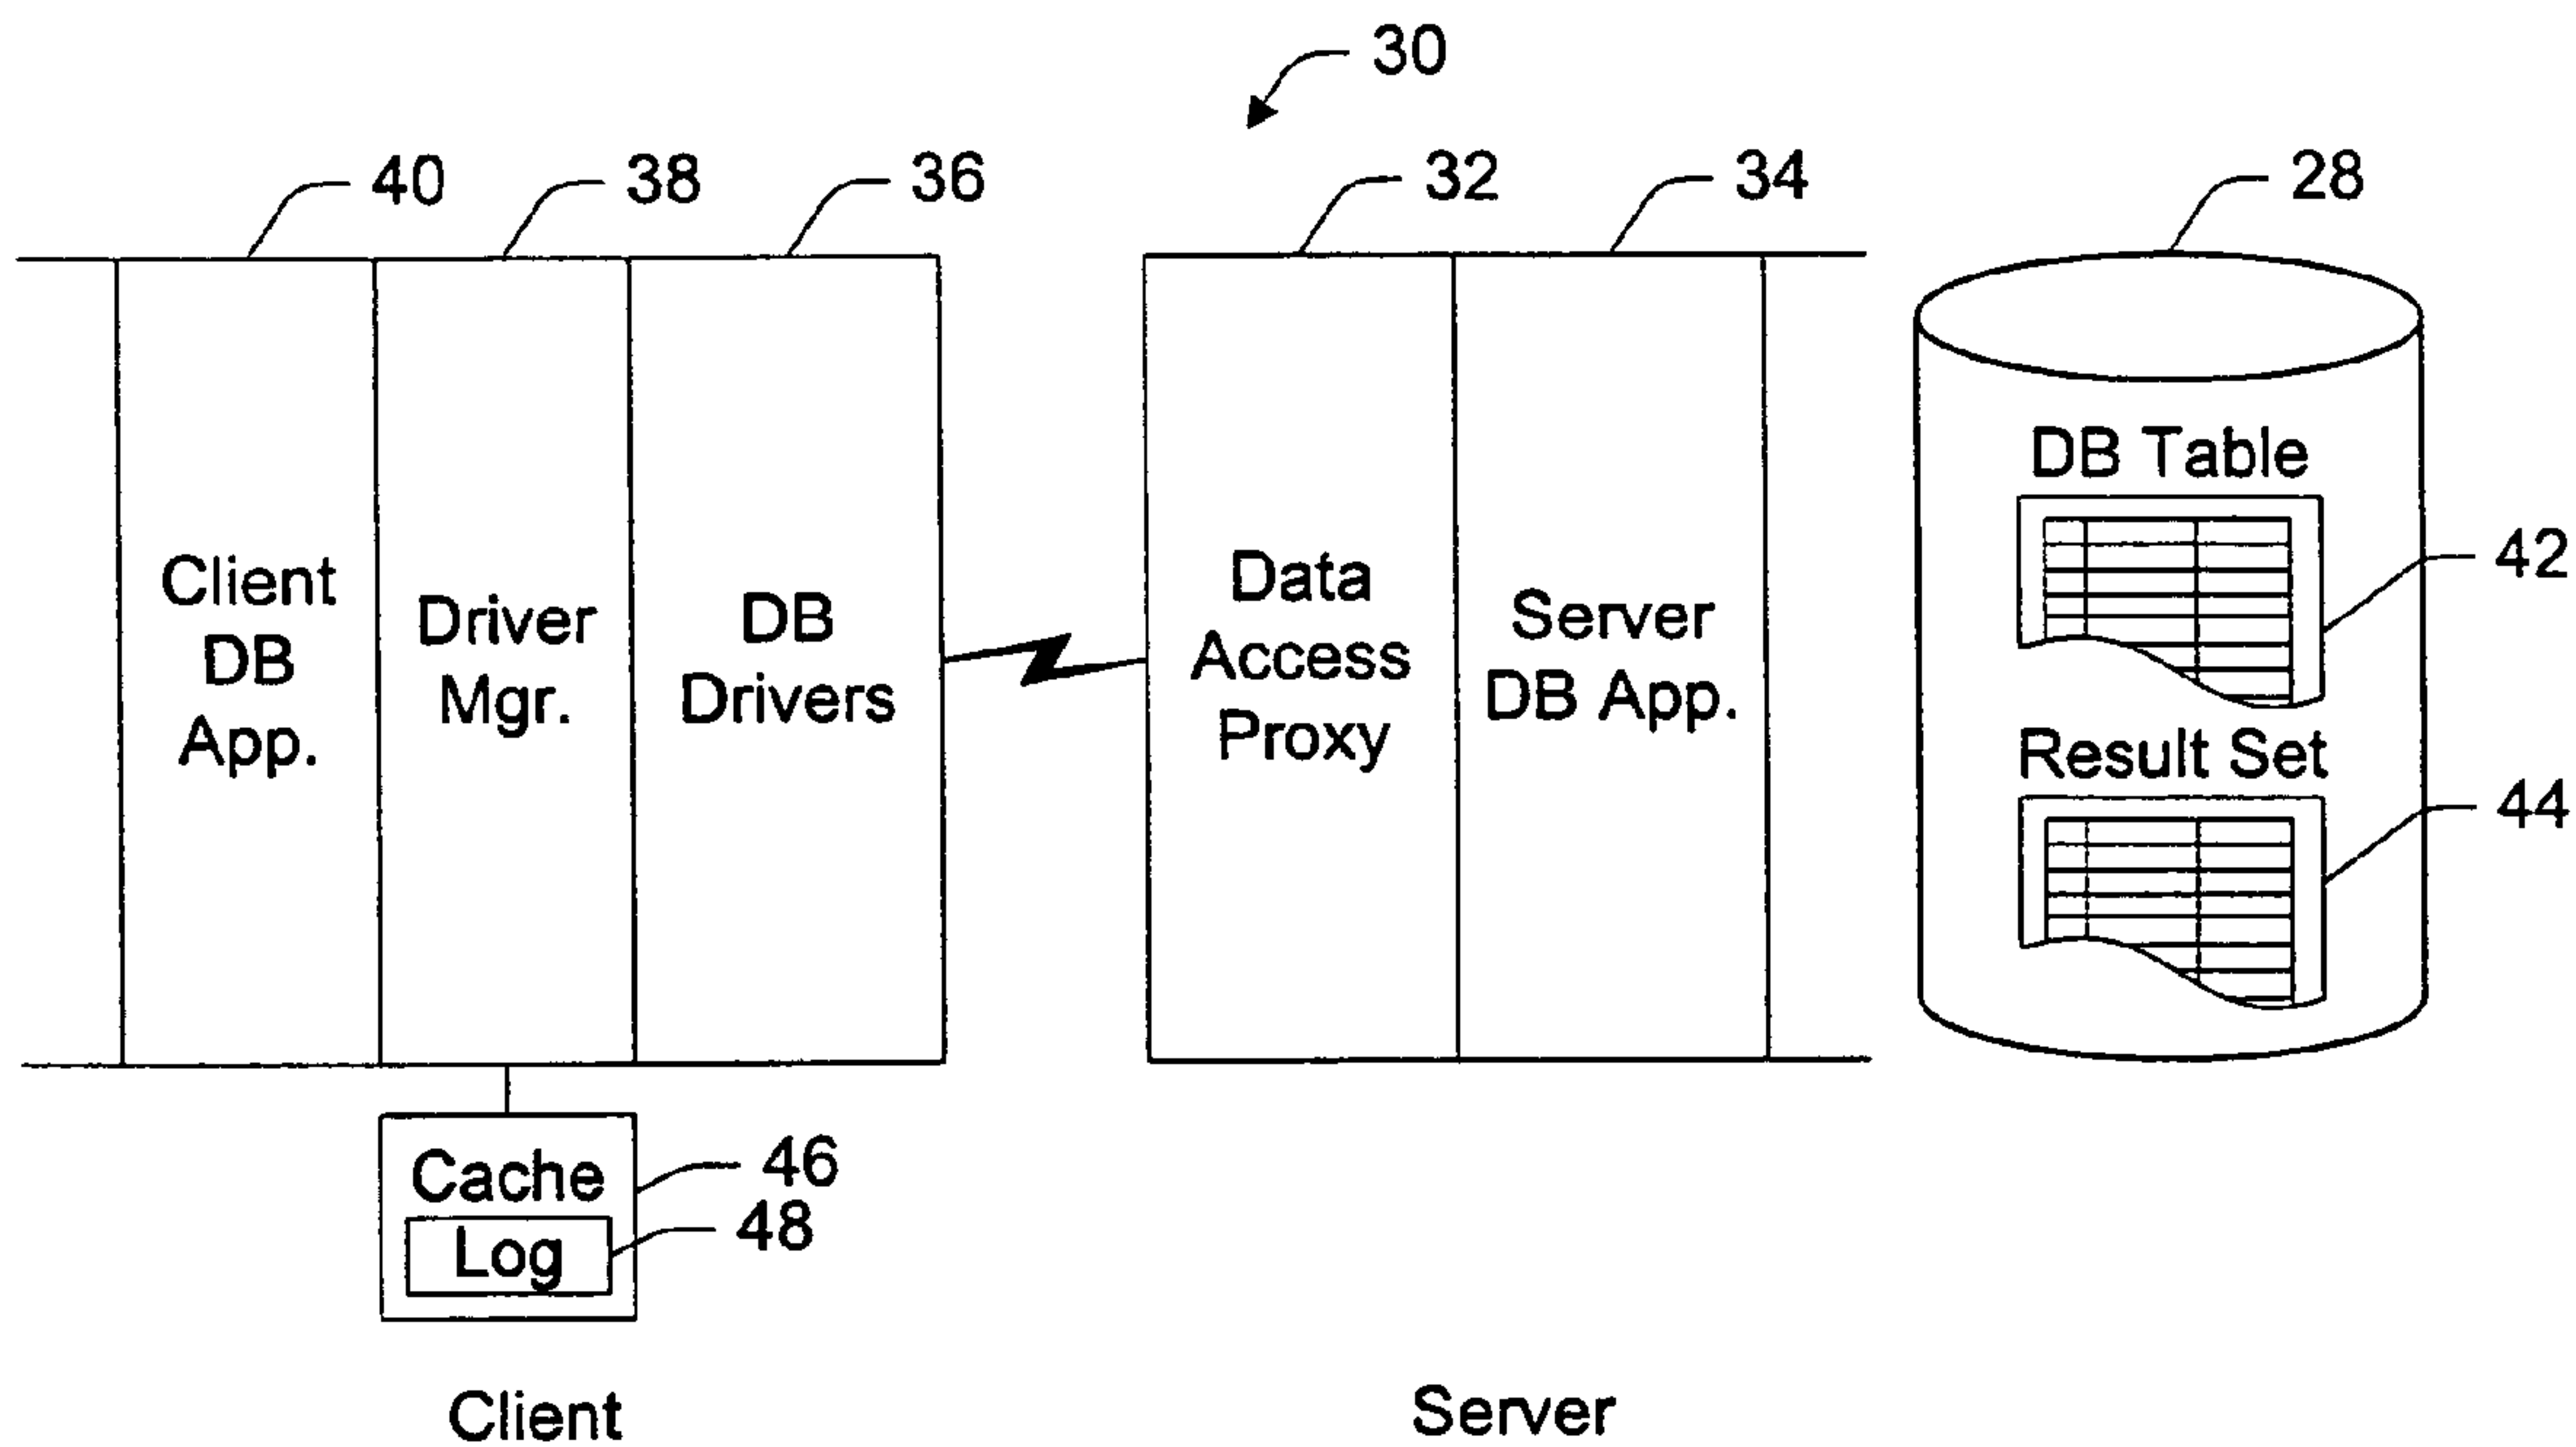 30
40
38
36
32
34
28
Client
DB
App.
Driver
Mgr.
DB
Drivers
Data
Access
Proxy
Server
DB App.
DB Table
42
Result Set
44
Cache
46
Log
48
Client
Server